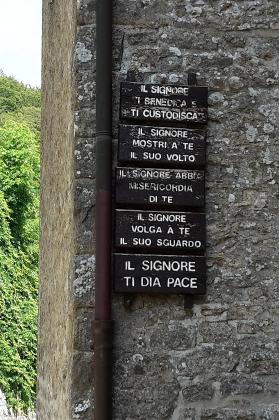 IL SIGNORE
TI BENEDICA E
TI CUSTODISCA
IL SIGNORE
MOSTRI A TE
IL SUO VOLTO
IL SIGNORE ABBIA
MISERICORDIA
DI TE
IL SIGNORE
VOLGA A TE
IL SUO SGUARDO
IL SIGNORE
TI DIA PACE